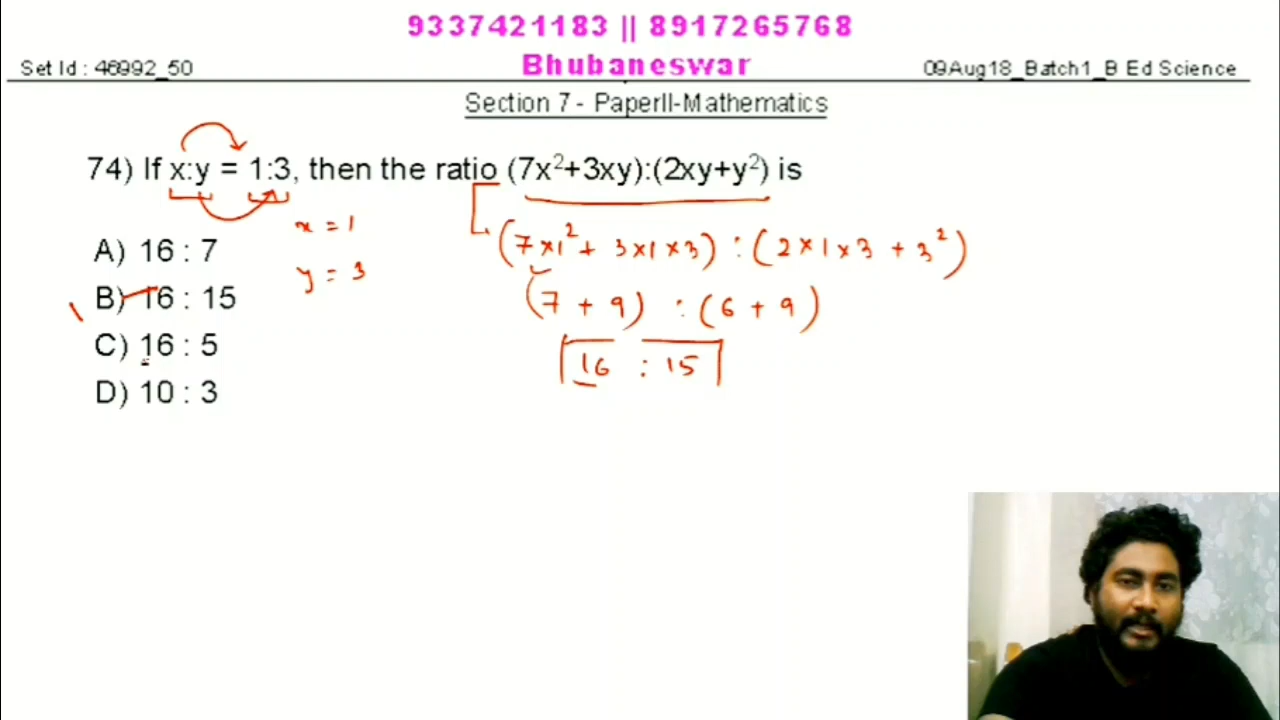 9337421183 || 8917265768
Bhubaneswar
Set Id : 46992_50
09Aug18_Batch1_B Ed Science
Section 7 - PaperII-Mathematics
74) If x:y = 1:3, then the ratio (7x²+3xy):(2xy+y²) is
x = 1
y = 3
(7×1² + 3×1×3) : (2×1×3 + 3²)
(7 + 9) : (6 + 9)
16 : 15
A) 16 : 7
B) 16 : 15
C) 16 : 5
D) 10 : 3